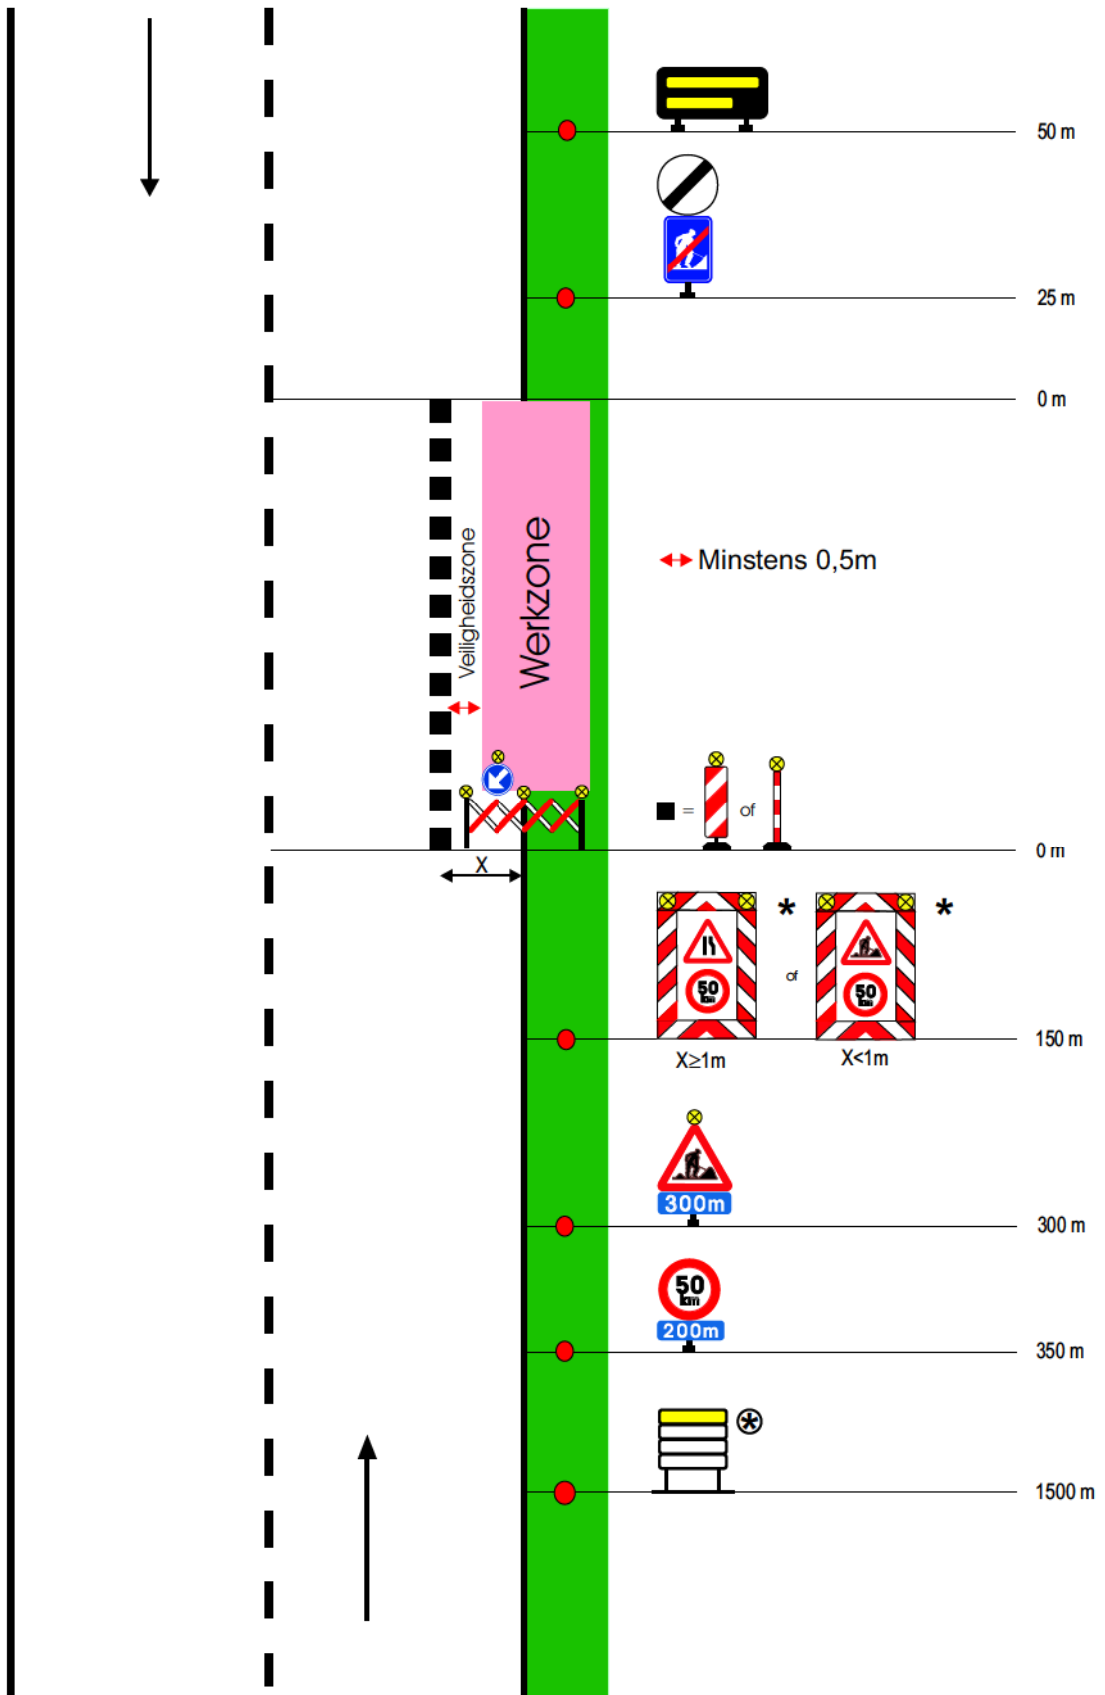 50 m
25 m
0 m
Veiligheidszone
Werkzone
Minstens 0,5m
= of
0 m
X
*
*
50
km
of
50
km
150 m
X≥1m
X<1m
300m
300 m
50
km
200m
350 m
*
1500 m